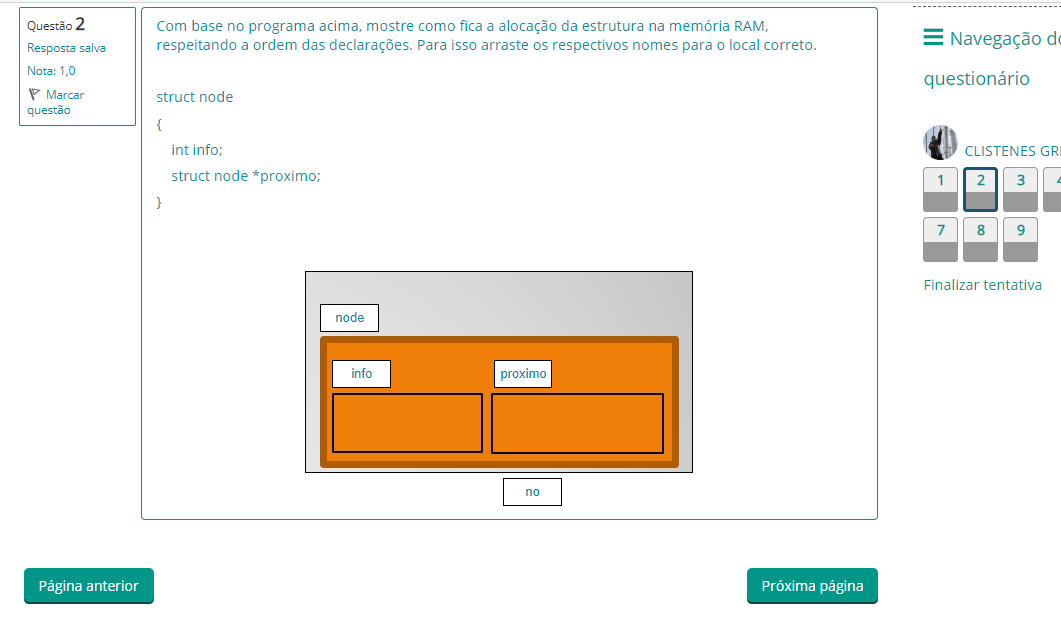 Questão 2
Resposta salva
Nota: 1,0
Marcar
questão
Com base no programa acima, mostre como fica a alocação da estrutura na memória RAM,
respeitando a ordem das declarações. Para isso arraste os respectivos nomes para o local correto.
struct node
{
int info;
struct node *proximo;
}
node
info
proximo
no
Página anterior
Próxima página
Navegação do
questionário
CLISTENES GRI
1 2 3 4
7 8 9
Finalizar tentativa